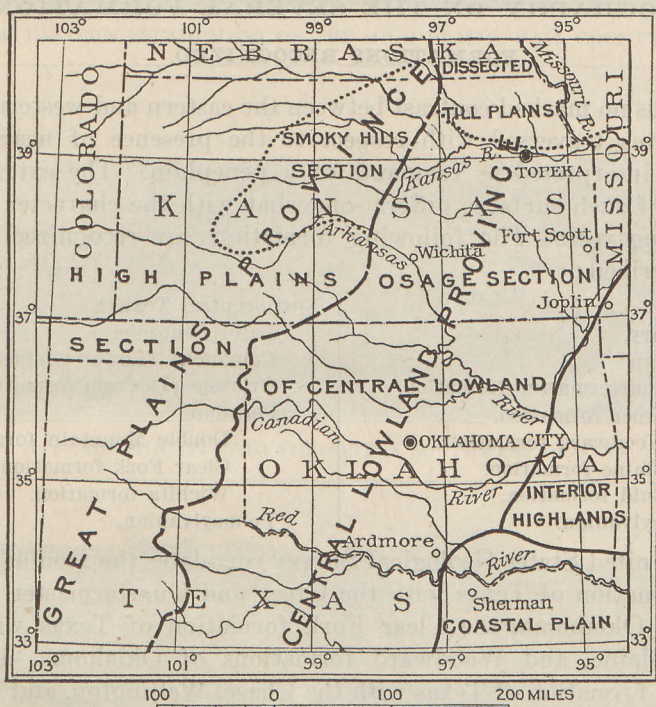 103° 101° 99 97 95
NEBRASKA
DISSECTED
Missouri R.
COLORADO
TILL PLAINS
MISSOURI
SMOKY HILLS
SECTION
39° 39°
Kansas R.
TOPEKA
KANSAS
PROVINCE
Arkansas
Wichita
Fort Scott
HIGH PLAINS
OSAGE SECTION
Joplin
37° 37°
SECTION
OF CENTRAL LOWLAND
River
Canadian
OKLAHOMA CITY
OKLAHOMA
35° 35°
River
INTERIOR
HIGHLANDS
Red
Ardmore
River
GREAT PLAINS
CENTRAL LOWLAND PROVINCE
TEXAS
Sherman
COASTAL PLAIN
33° 33°
103° 101° 99° 97° 95°
100 0 100 200 MILES